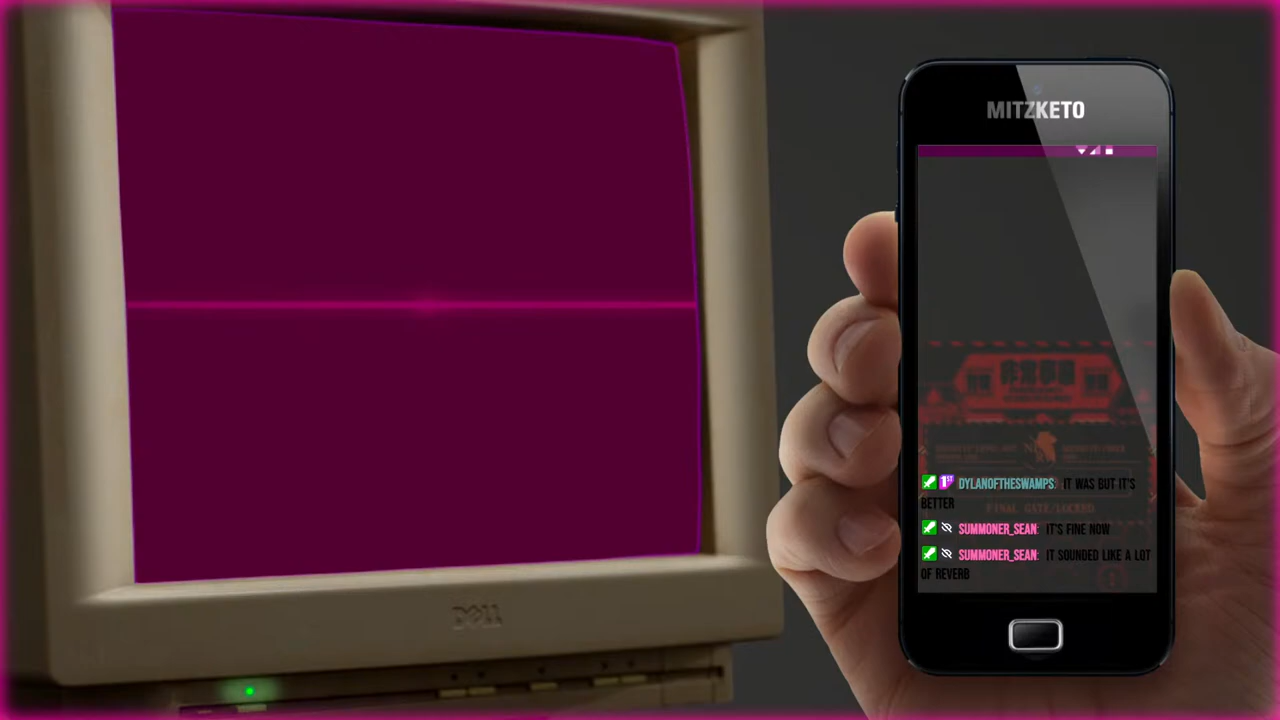 MITZKETO
DELL
1ST DYLANOFTHESWAMPS: IT WAS BUT IT'S
BETTER
SUMMONER_SEAN: IT'S FINE NOW
SUMMONER_SEAN: IT SOUNDED LIKE A LOT
OF REVERB
FINAL GATE/LOCKED